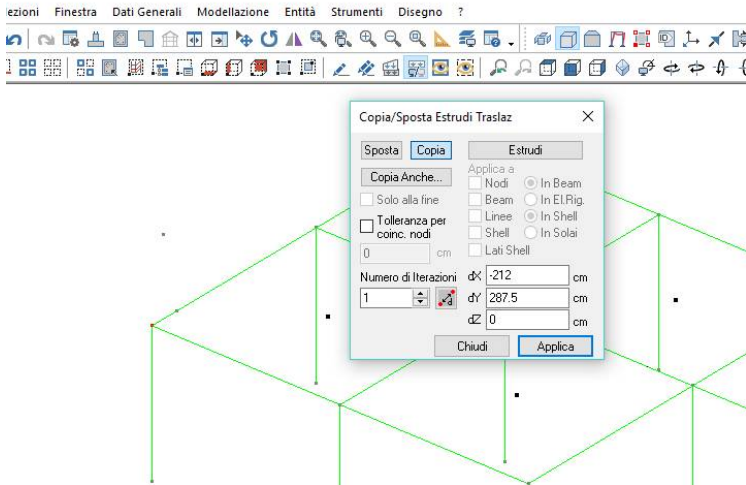 ezioni Finestra Dati Generali Modellazione Entità Strumenti Disegno ?
Copia/Sposta Estrudi Traslaz
Sposta Copia Estrudi
Copia Anche... Applica a
Nodi In Beam
Solo alla fine Beam In El.Rig.
Tolleranza per Linee In Shell
coinc. nodi Shell In Solai
0 cm Lati Shell
Numero di Iterazioni dX -212 cm
1 dY 287.5 cm
dZ 0 cm
Chiudi Applica